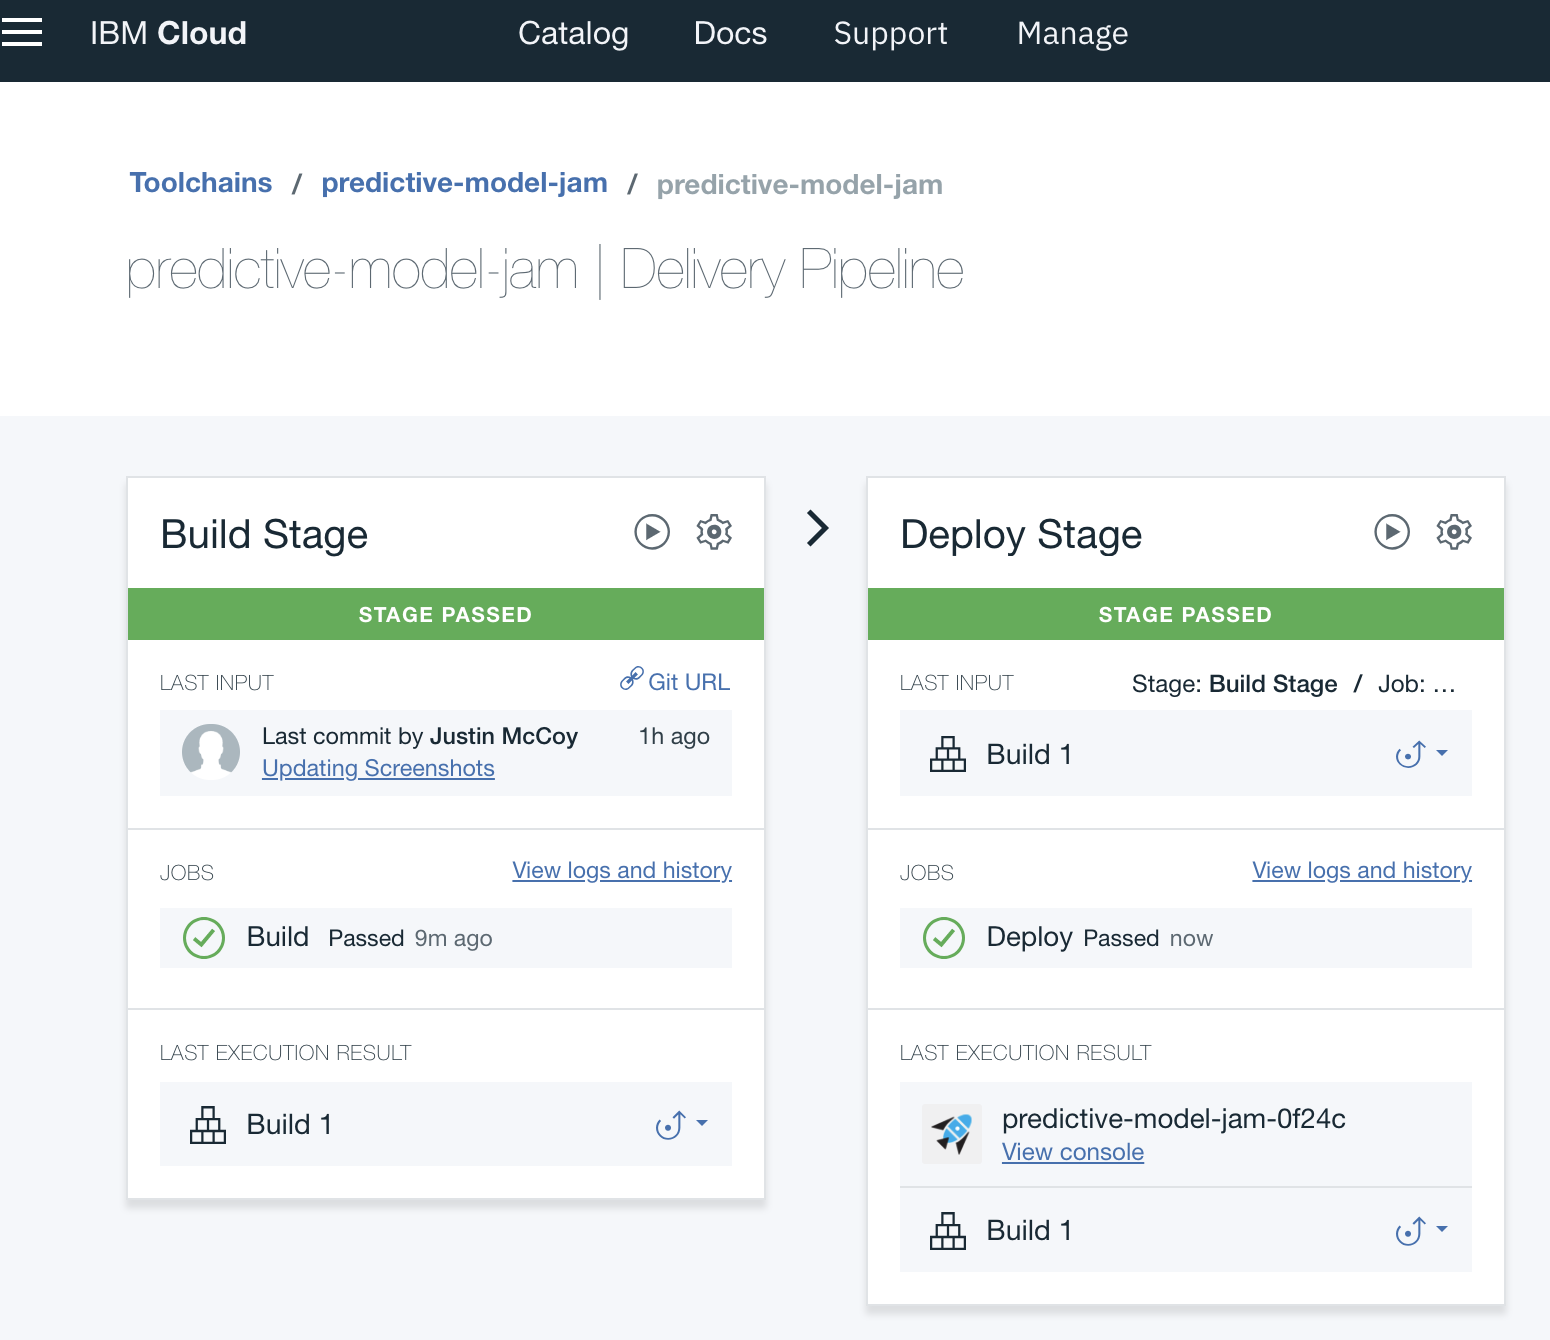 IBM Cloud Catalog Docs Support Manage
Toolchains / predictive-model-jam / predictive-model-jam
predictive-model-jam | Delivery Pipeline
Build Stage
STAGE PASSED
LAST INPUT Git URL
Last commit by Justin McCoy 1h ago
Updating Screenshots
JOBS View logs and history
Build Passed 9m ago
LAST EXECUTION RESULT
Build 1
Deploy Stage
STAGE PASSED
LAST INPUT Stage: Build Stage / Job: ...
Build 1
JOBS View logs and history
Deploy Passed now
LAST EXECUTION RESULT
predictive-model-jam-0f24c
View console
Build 1